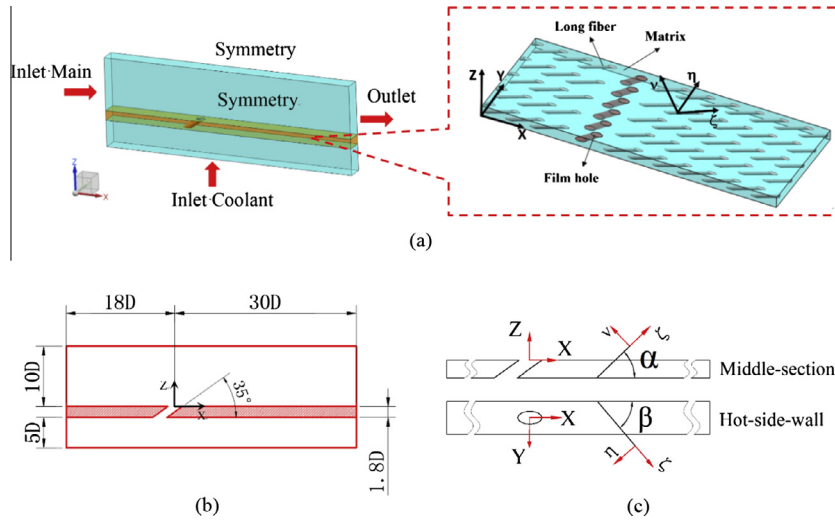 Symmetry
Inlet Main
Symmetry
Outlet
Inlet Coolant
Z
X
Long fiber
Matrix
Z
Y
X
ν
η
ζ
Film hole
(a)
18D
30D
10D
5D
Z
X
35°
1.8D
(b)
Z
X
ν
ζ
α
Middle-section
X
Y
β
η
ζ
Hot-side-wall
(c)